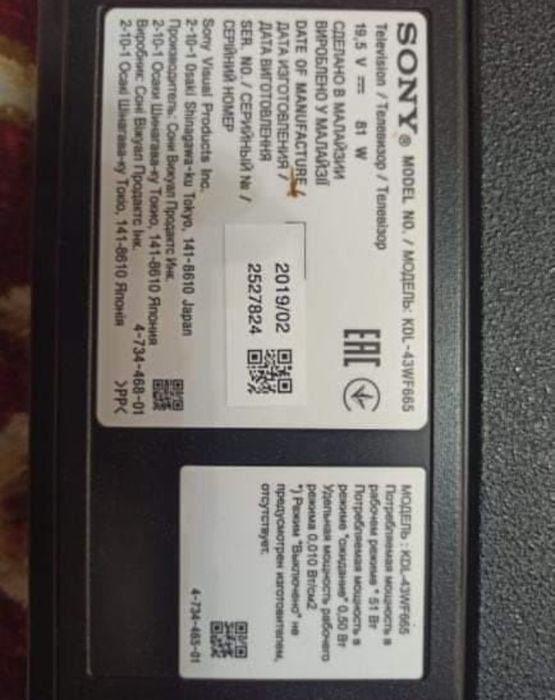 SONY® MODEL NO. / МОДЕЛЬ: KDL-43WF665
Television / Телевизор / Телевізор
19,5 V ⎓ 81 W
СДЕЛАНО В МАЛАЙЗИИ
ВИРОБЛЕНО У МАЛАЙЗІЇ
DATE OF MANUFACTURE /
ДАТА ИЗГОТОВЛЕНИЯ /
ДАТА ВИГОТОВЛЕННЯ
2019/02
SER. NO. / СЕРИЙНЫЙ № /
СЕРІЙНИЙ НОМЕР
2527824
EAC
Sony Visual Products Inc.
2-10-1 Osaki Shinagawa-ku Tokyo, 141-8610 Japan
Производитель: Сони Вижуал Продактс Инк.
2-10-1 Осаки Шинагава-ку Токио, 141-8610 Япония
Виробник: Соні Візуал Продактс Інк.
2-10-1 Осакі Шінагава-ку Токіо, 141-8610 Японія
4-734-468-01
>PP<
МОДЕЛЬ : KDL-43WF665
Потребляемая мощность в
рабочем режиме * 51 Вт
Потребляемая мощность в
режиме "ожидание" 0,50 Вт
Удельная мощность рабочего
режима 0,010 Вт/см2
*) Режим "Выключено" не
предусмотрен изготовителем,
отсутствует.
4-734-465-01